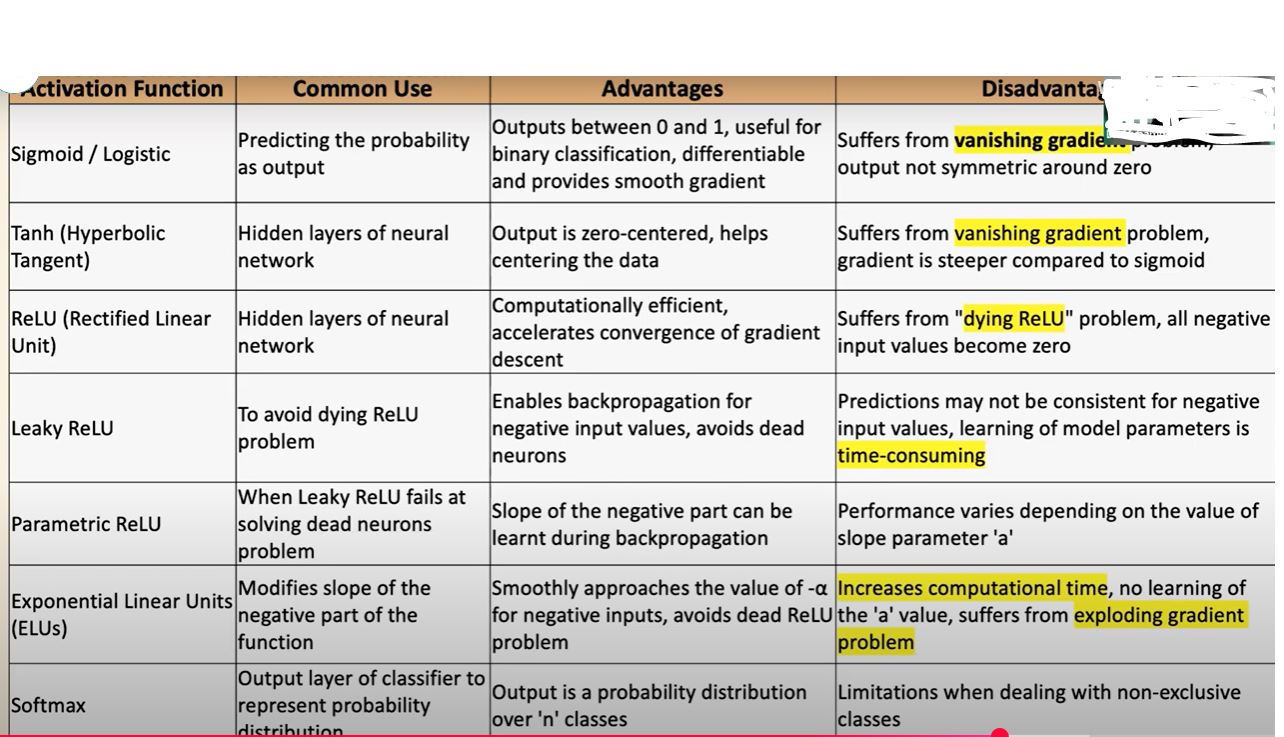 Activation Function
Common Use
Advantages
Sigmoid / Logistic
Predicting the probability
as output
Outputs between 0 and 1, useful for
binary classification, differentiable
and provides smooth gradient
Suffers from vanishing gradient problem,
output not symmetric around zero
Tanh (Hyperbolic
Tangent)
Hidden layers of neural
network
Output is zero-centered, helps
centering the data
Suffers from vanishing gradient problem,
gradient is steeper compared to sigmoid
ReLU (Rectified Linear
Unit)
Hidden layers of neural
network
Computationally efficient,
accelerates convergence of gradient
descent
Suffers from "dying ReLU" problem, all negative
input values become zero
Leaky ReLU
To avoid dying ReLU
problem
Enables backpropagation for
negative input values, avoids dead
neurons
Predictions may not be consistent for negative
input values, learning of model parameters is
time-consuming
Parametric ReLU
When Leaky ReLU fails at
solving dead neurons
problem
Slope of the negative part can be
learnt during backpropagation
Performance varies depending on the value of
slope parameter 'a'
Exponential Linear Units
(ELUs)
Modifies slope of the
negative part of the
function
Smoothly approaches the value of -α
for negative inputs, avoids dead ReLU
problem
Increases computational time, no learning of
the 'a' value, suffers from exploding gradient
problem
Softmax
Output layer of classifier to
represent probability
distribution
Output is a probability distribution
over 'n' classes
Limitations when dealing with non-exclusive
classes